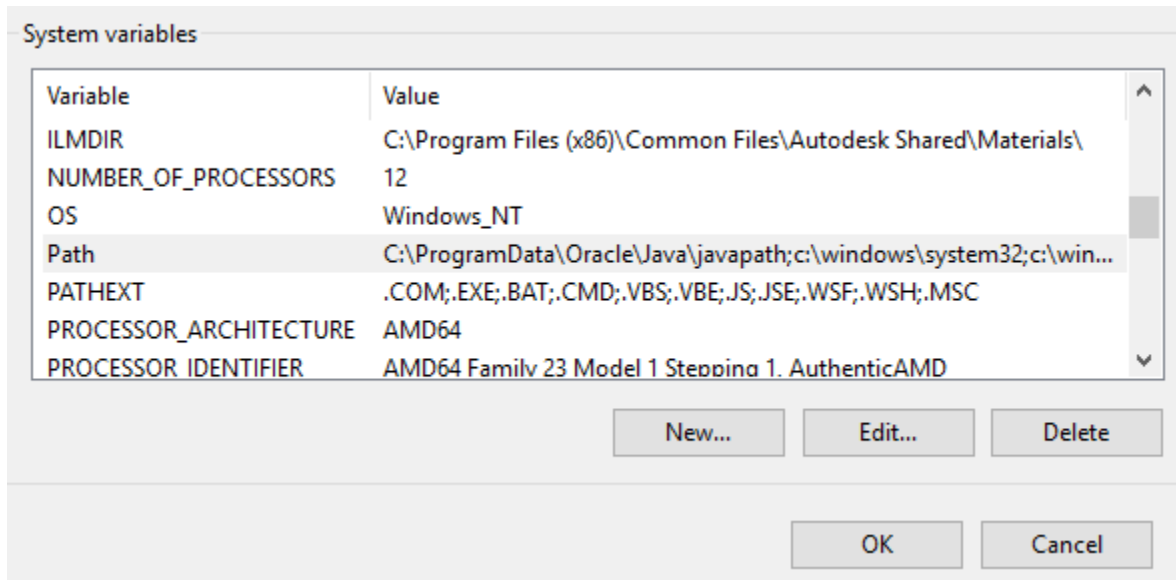 System variables
Variable Value
ILMDIR C:\Program Files (x86)\Common Files\Autodesk Shared\Materials\
NUMBER_OF_PROCESSORS 12
OS Windows_NT
Path C:\ProgramData\Oracle\Java\javapath;c:\windows\system32;c:\win...
PATHEXT .COM;.EXE;.BAT;.CMD;.VBS;.VBE;.JS;.JSE;.WSF;.WSH;.MSC
PROCESSOR_ARCHITECTURE AMD64
PROCESSOR_IDENTIFIER AMD64 Family 23 Model 1 Stepping 1, AuthenticAMD
New... Edit... Delete
OK Cancel